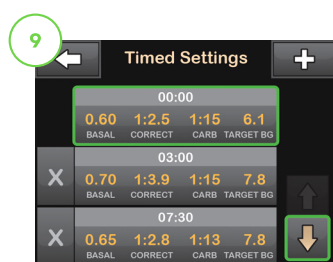 9
Timed Settings
00:00
0.60 1:2.5 1:15 6.1
BASAL CORRECT CARB TARGET BG
X
03:00
0.70 1:3.9 1:15 7.8
BASAL CORRECT CARB TARGET BG
X
07:30
0.65 1:2.8 1:13 7.8
BASAL CORRECT CARB TARGET BG